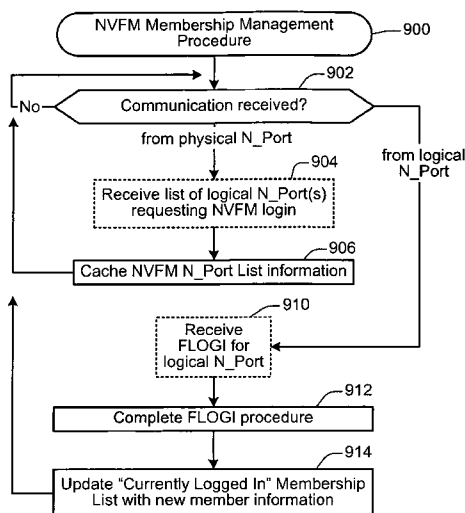 NVFM Membership Management
Procedure
900
902
No
Communication received?
from physical N_Port
from logical
N_Port
904
Receive list of logical N_Port(s)
requesting NVFM login
906
Cache NVFM N_Port List information
910
Receive
FLOGI for
logical N_Port
912
Complete FLOGI procedure
914
Update "Currently Logged In" Membership
List with new member information